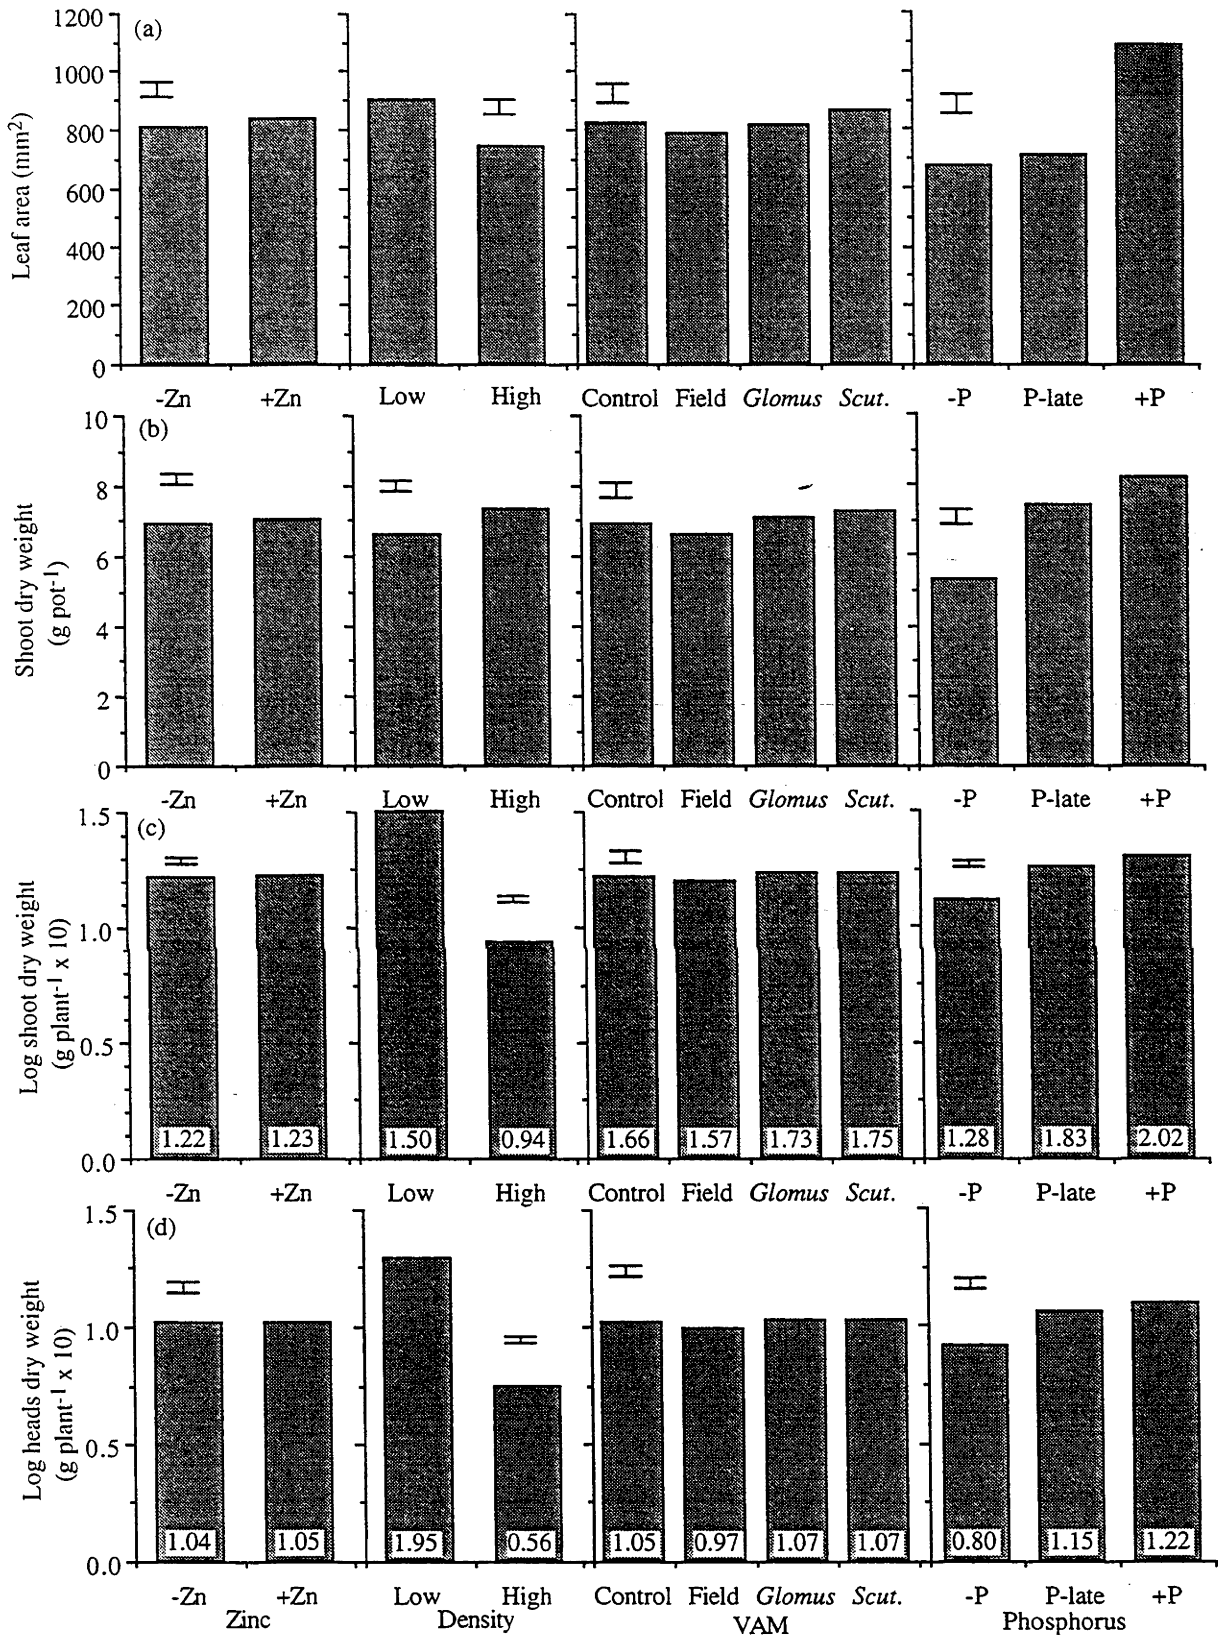 (a)
Leaf area (mm²)
1200
1000
800
600
400
200
0
-Zn +Zn Low High Control Field Glomus Scut. -P P-late +P
(b)
Shoot dry weight
(g pot⁻¹)
10
8
6
4
2
0
-Zn +Zn Low High Control Field Glomus Scut. -P P-late +P
(c)
Log shoot dry weight
(g plant⁻¹ x 10)
1.5
1.0
0.5
0.0
1.22 1.23 1.50 0.94 1.66 1.57 1.73 1.75 1.28 1.83 2.02
-Zn +Zn Low High Control Field Glomus Scut. -P P-late +P
(d)
Log heads dry weight
(g plant⁻¹ x 10)
1.5
1.0
0.5
0.0
1.04 1.05 1.95 0.56 1.05 0.97 1.07 1.07 0.80 1.15 1.22
-Zn +Zn Low High Control Field Glomus Scut. -P P-late +P
Zinc Density VAM Phosphorus